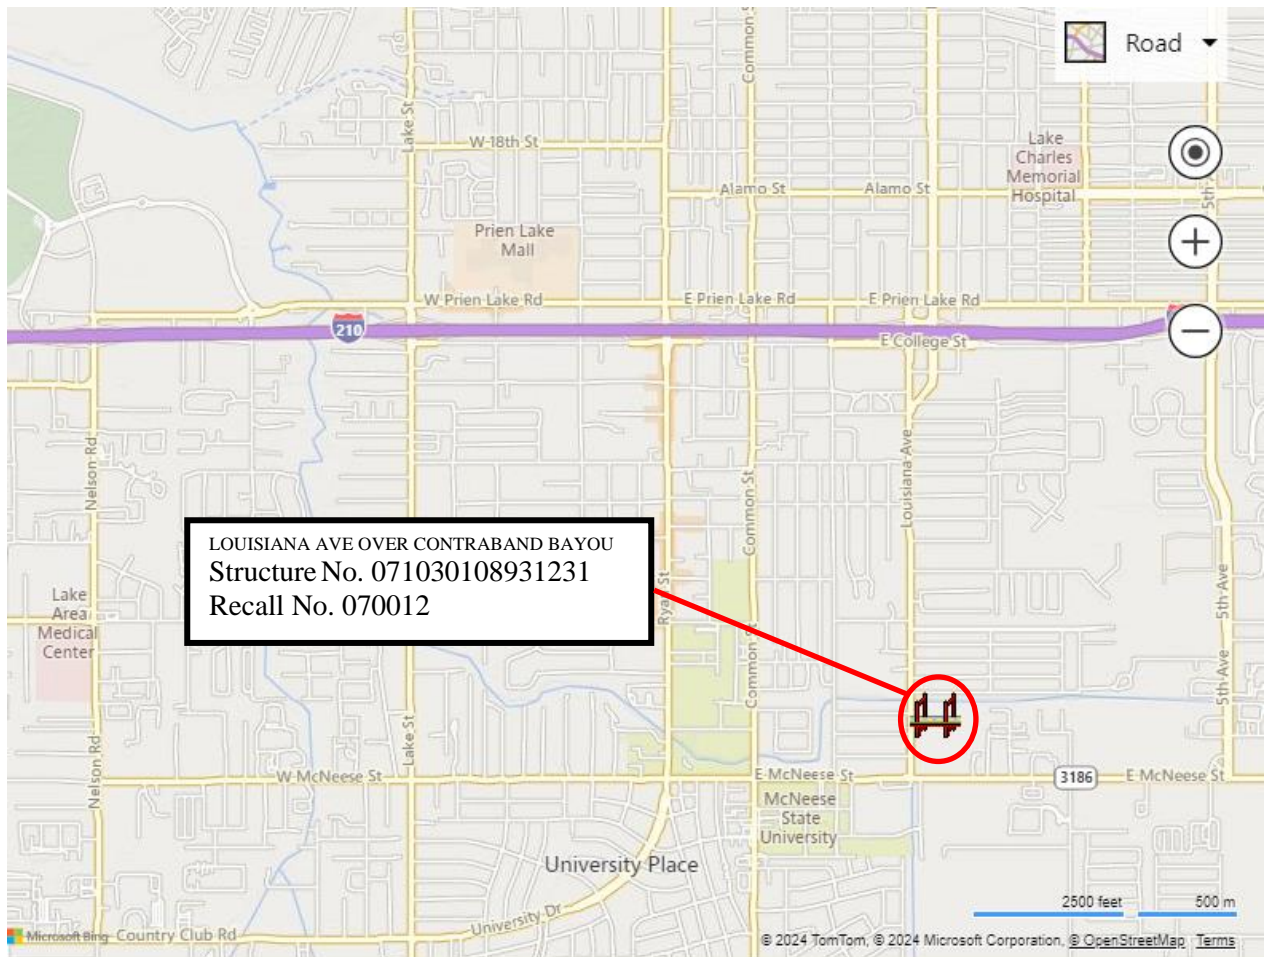 Road
Common S
Lake St
W 18th St
Lake
Charles
Memorial
Hospital
5th A
Alamo St
Alamo St
Prien Lake
Mall
W Prien Lake Rd
E Prien Lake Rd
E Prien Lake Rd
210
E College St
Nelson Rd
Louisiana Ave
Common St
LOUISIANA AVE OVER CONTRABAND BAYOU
Structure No. 071030108931231
Recall No. 070012
Lake
Area
Medical
Center
Ryan St
5th Ave
Common St
5th Ave
Lake St
Nelson Rd
W McNeese St
E McNeese St
3186
E McNeese St
McNeese
State
University
University Place
2500 feet
500 m
University Dr
Microsoft Bing
Country Club Rd
© 2024 TomTom, © 2024 Microsoft Corporation, © OpenStreetMap Terms